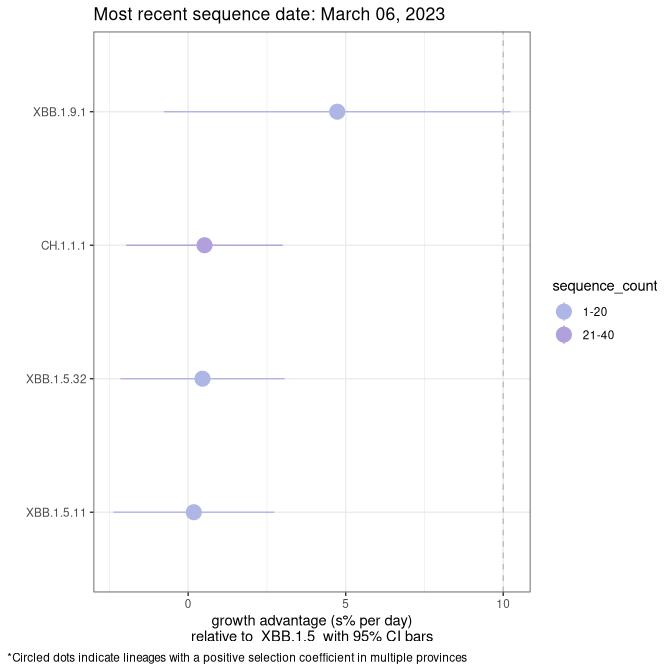 Most recent sequence date: March 06, 2023
XBB.1.9.1
CH.1.1.1
XBB.1.5.32
XBB.1.5.11
0 5 10
growth advantage (s% per day)
relative to XBB.1.5 with 95% CI bars
sequence_count
1-20
21-40
*Circled dots indicate lineages with a positive selection coefficient in multiple provinces